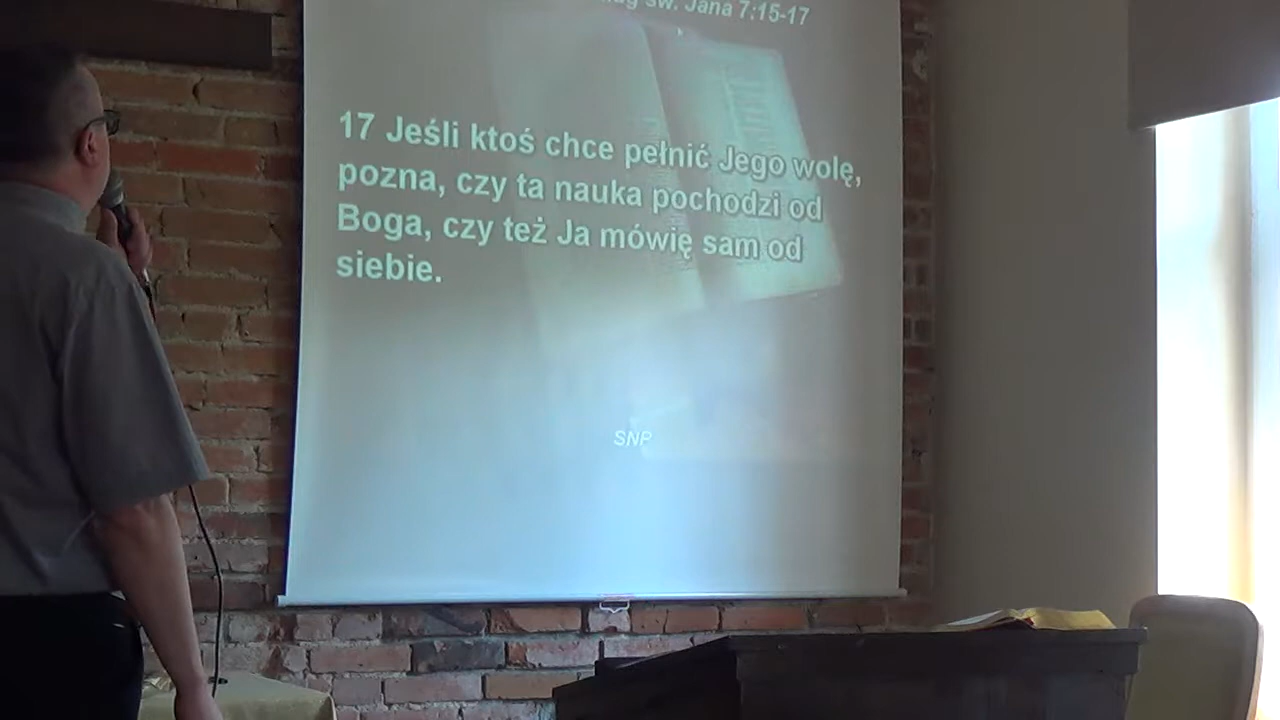 św. Jana 7:15-17
17 Jeśli ktoś chce pełnić Jego wolę,
pozna, czy ta nauka pochodzi od
Boga, czy też Ja mówię sam od
siebie.
SNP